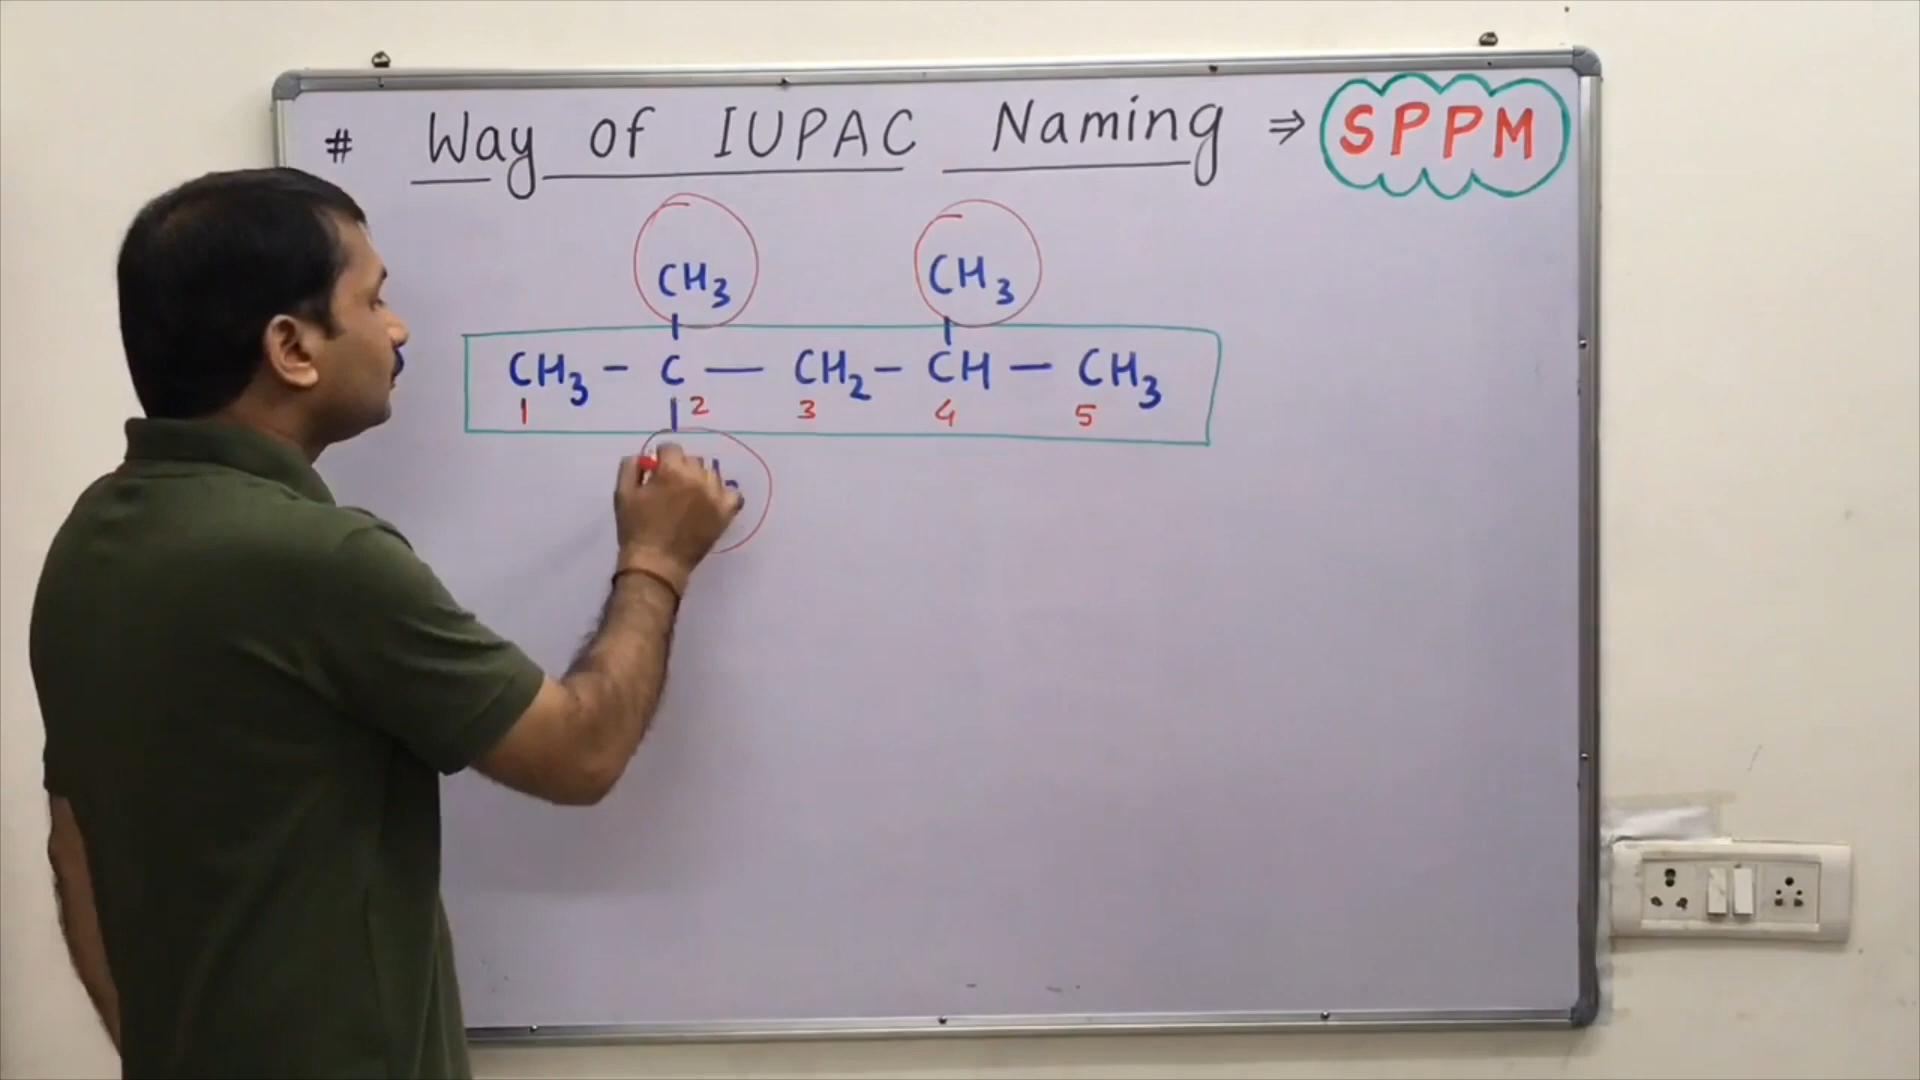 # Way of IUPAC Naming ⇒ SPPM
CH3 CH3
CH3 - C — CH2 - CH — CH3
1 2 3 4 5